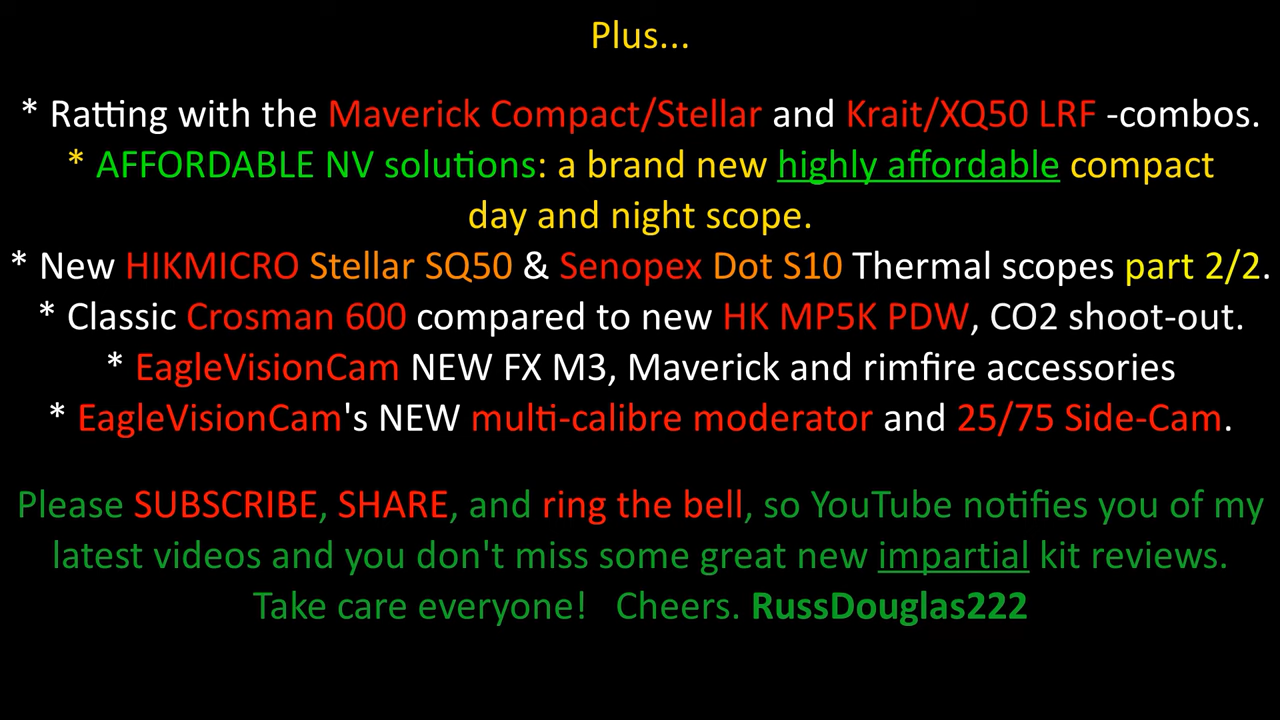 Plus...
* Ratting with the Maverick Compact/Stellar and Krait/XQ50 LRF -combos.
* AFFORDABLE NV solutions: a brand new highly affordable compact
day and night scope.
* New HIKMICRO Stellar SQ50 & Senopex Dot S10 Thermal scopes part 2/2.
* Classic Crosman 600 compared to new HK MP5K PDW, CO2 shoot-out.
* EagleVisionCam NEW FX M3, Maverick and rimfire accessories
* EagleVisionCam's NEW multi-calibre moderator and 25/75 Side-Cam.
Please SUBSCRIBE, SHARE, and ring the bell, so YouTube notifies you of my
latest videos and you don't miss some great new impartial kit reviews.
Take care everyone!   Cheers. RussDouglas222